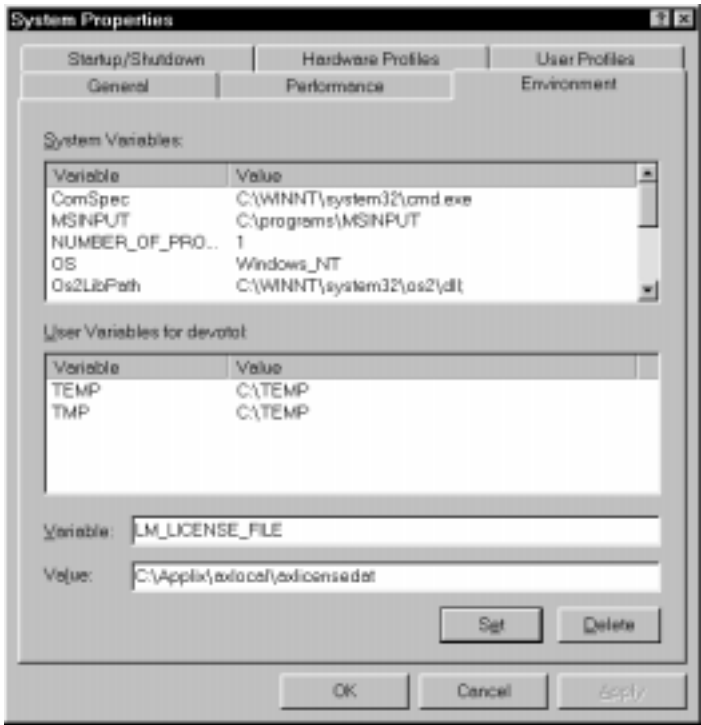 System Properties
Startup/Shutdown Hardware Profiles User Profiles
General Performance Environment
System Variables:
Variable Value
ComSpec C:\WINNT\system32\cmd.exe
MSINPUT C:\programs\MSINPUT
NUMBER_OF_PRO... 1
OS Windows_NT
Os2LibPath C:\WINNT\system32\os2\dll;
User Variables for devotol:
Variable Value
TEMP C:\TEMP
TMP C:\TEMP
Variable: LM_LICENSE_FILE
Value: C:\Applix\axlocal\axlicensedat
Set Delete
OK Cancel Apply